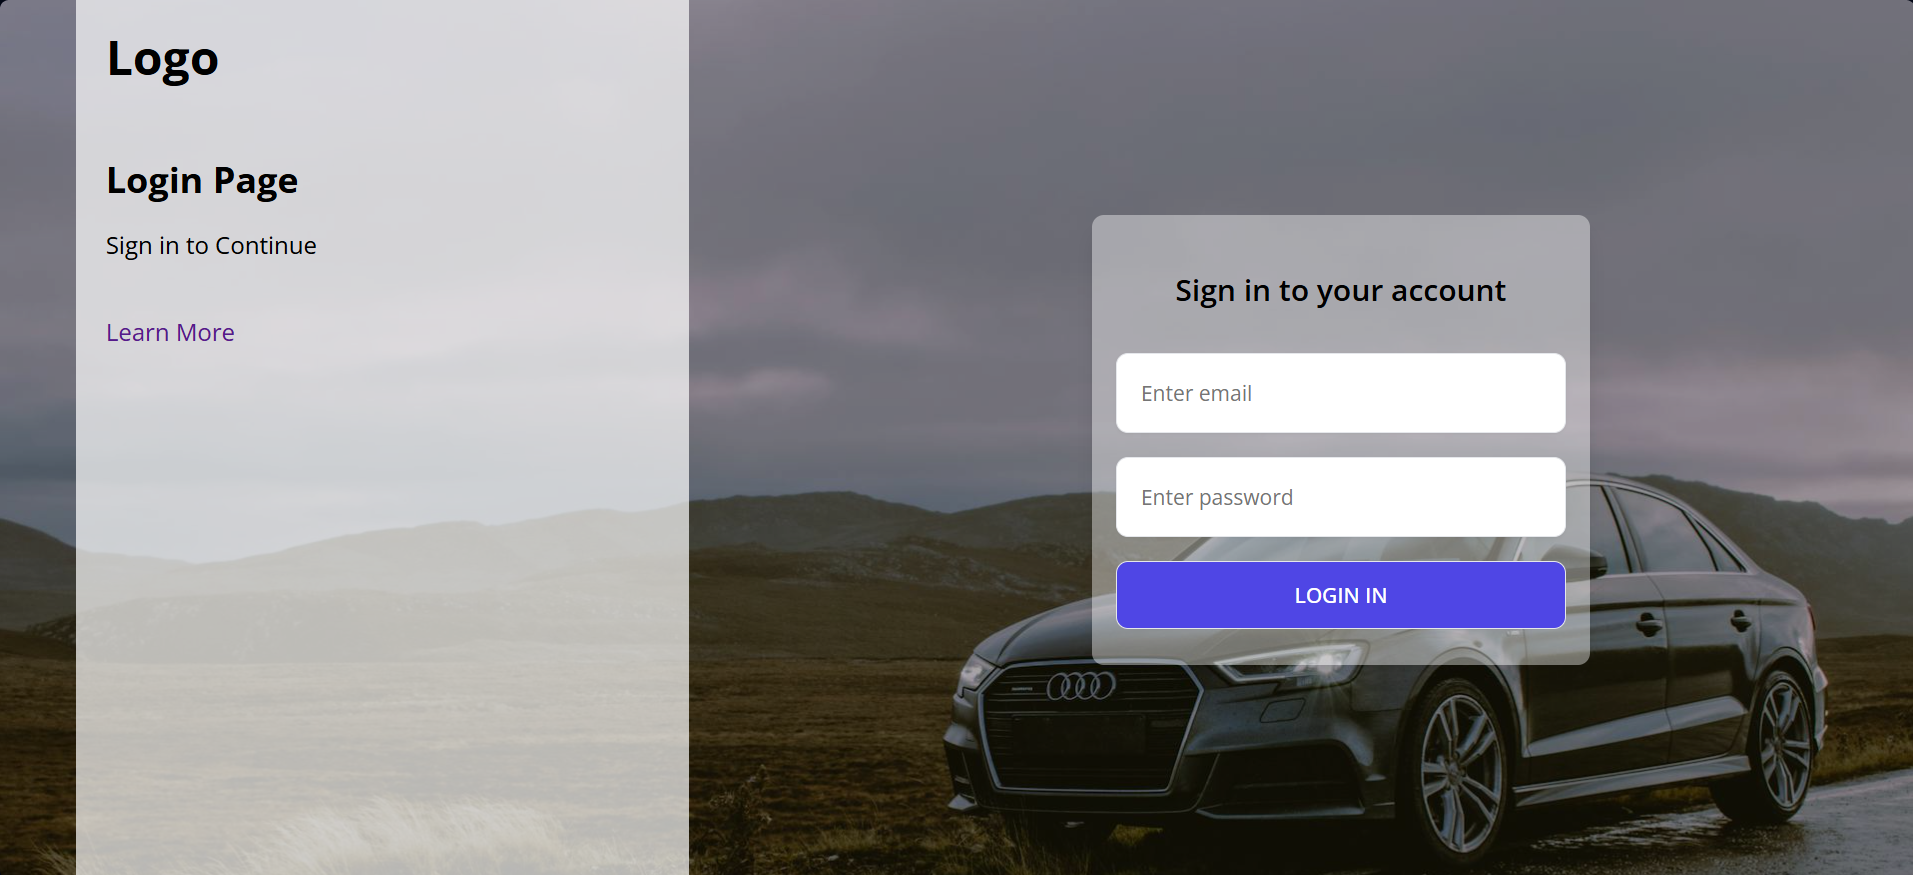 Logo
Login Page
Sign in to Continue
Learn More
Sign in to your account
Enter email
Enter password
LOGIN IN